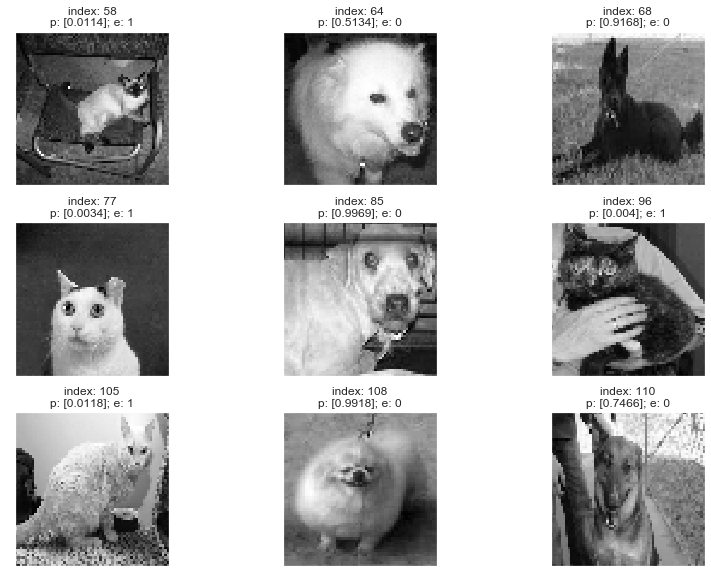 index: 58
p: [0.0114]; e: 1
index: 64
p: [0.5134]; e: 0
index: 68
p: [0.9168]; e: 0
index: 77
p: [0.0034]; e: 1
index: 85
p: [0.9969]; e: 0
index: 96
p: [0.004]; e: 1
index: 105
p: [0.0118]; e: 1
index: 108
p: [0.9918]; e: 0
index: 110
p: [0.7466]; e: 0